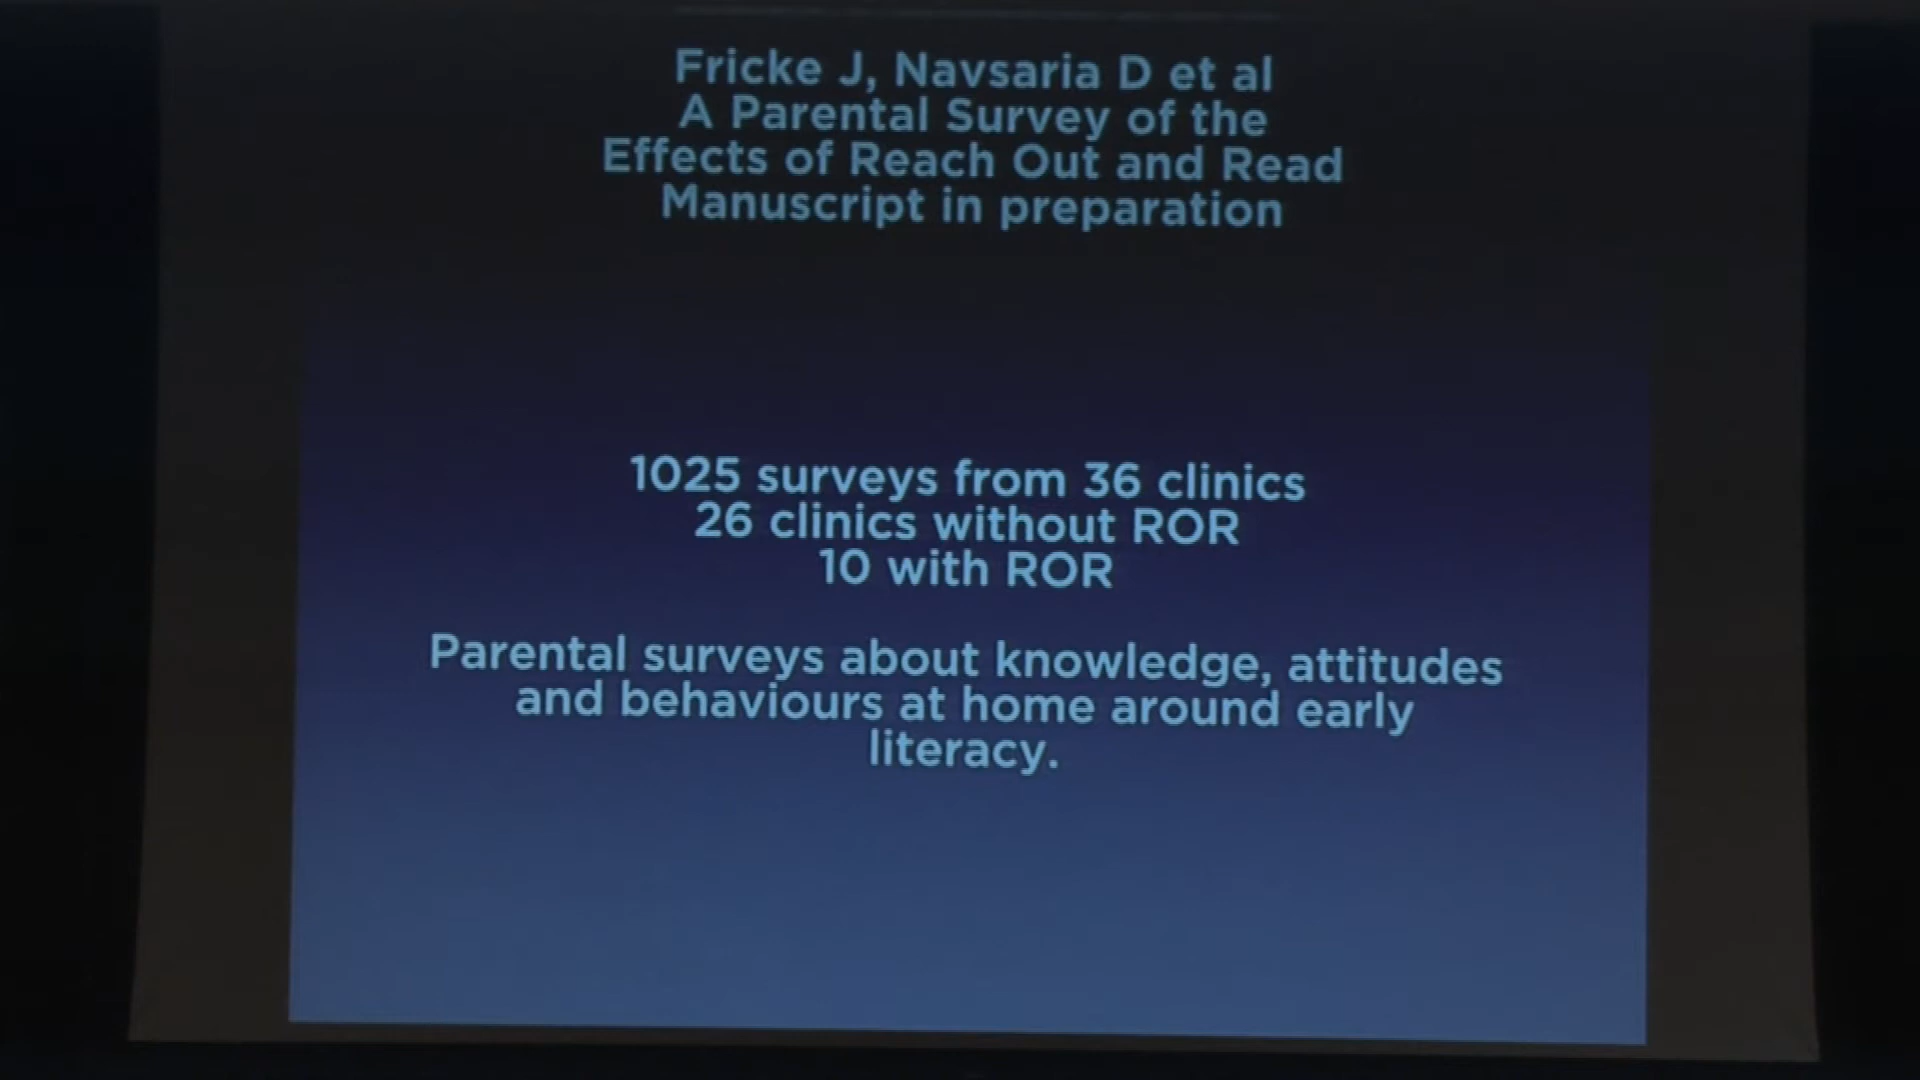 Fricke J, Navsaria D et al
A Parental Survey of the
Effects of Reach Out and Read
Manuscript in preparation
1025 surveys from 36 clinics
26 clinics without ROR
10 with ROR
Parental surveys about knowledge, attitudes
and behaviours at home around early
literacy.